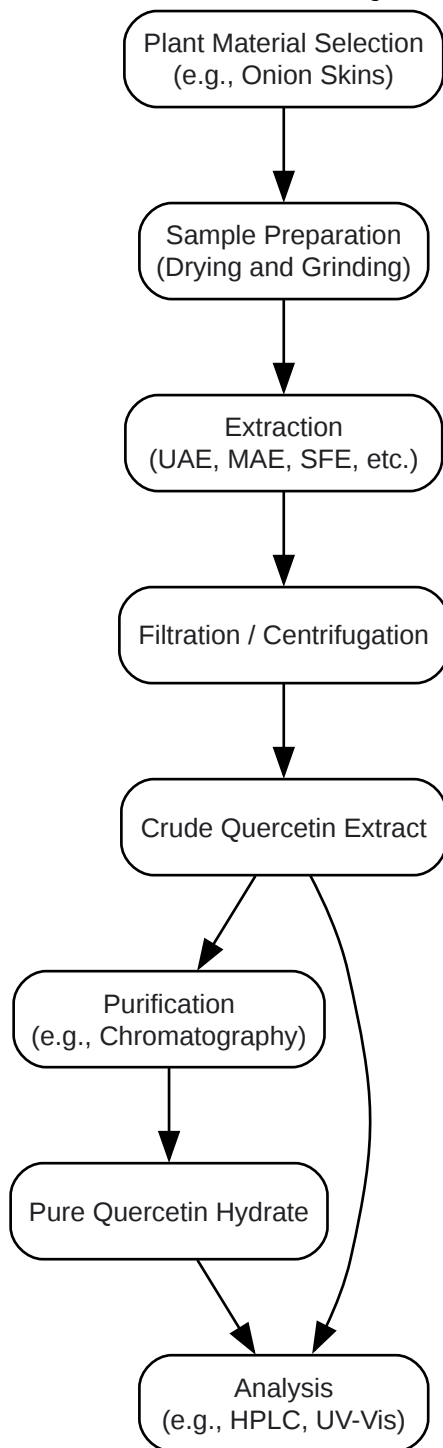 Plant Material Selection
(e.g., Onion Skins)
Sample Preparation
(Drying and Grinding)
Extraction
(UAE, MAE, SFE, etc.)
Filtration / Centrifugation
Crude Quercetin Extract
Purification
(e.g., Chromatography)
Pure Quercetin Hydrate
Analysis
(e.g., HPLC, UV-Vis)